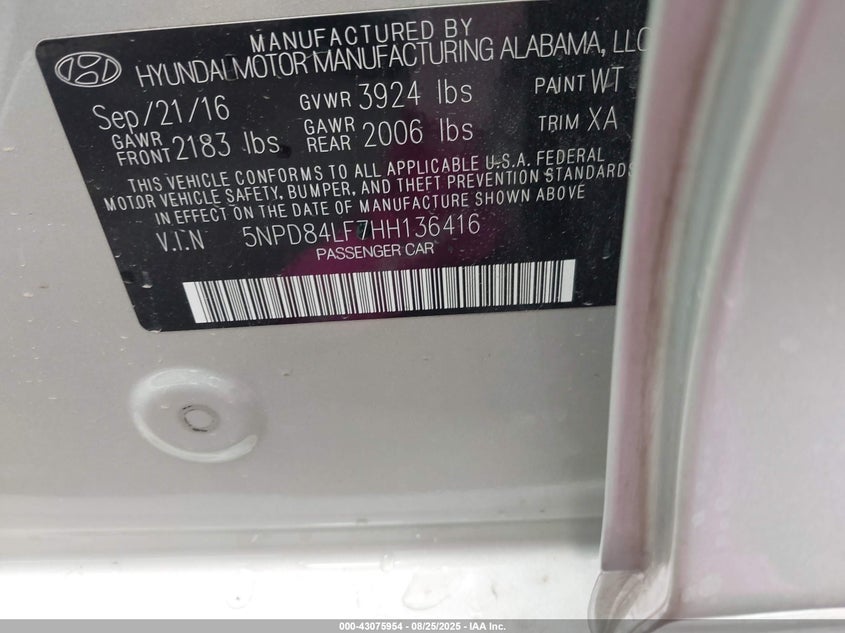 MANUFACTURED BY
HYUNDAI MOTOR MANUFACTURING ALABAMA, LLC
Sep/21/16 GVWR 3924 lbs PAINT WT
GAWR FRONT 2183 lbs GAWR REAR 2006 lbs TRIM XA
THIS VEHICLE CONFORMS TO ALL APPLICABLE U.S.A. FEDERAL
MOTOR VEHICLE SAFETY, BUMPER, AND THEFT PREVENTION STANDARDS
IN EFFECT ON THE DATE OF MANUFACTURE SHOWN ABOVE
V.I.N 5NPD84LF7HH136416
PASSENGER CAR
000-43075954 - 08/25/2025 - IAA Inc.